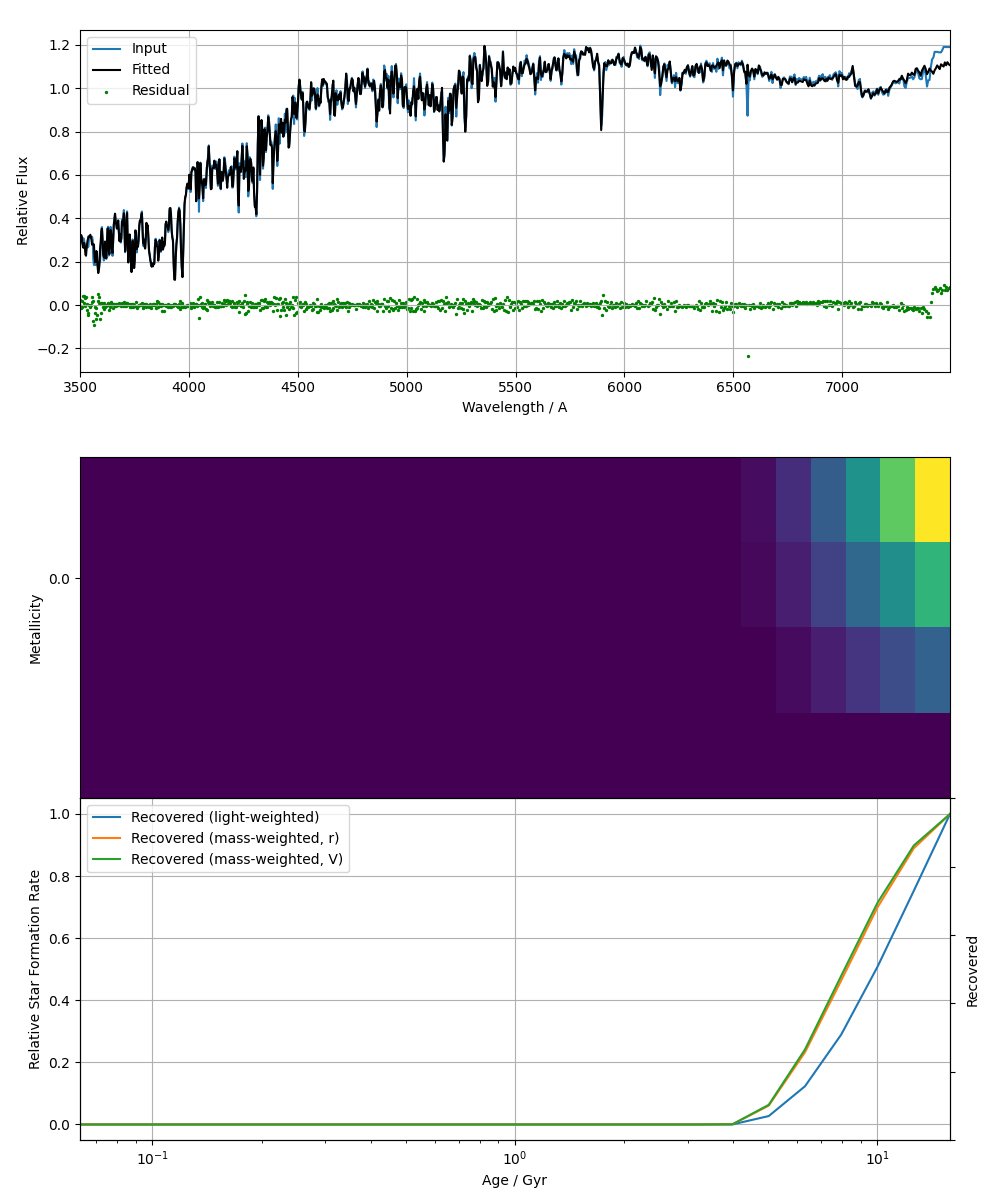 1.2
1.0
0.8
0.6
0.4
0.2
0.0
−0.2
Relative Flux
Input
Fitted
Residual
3500 4000 4500 5000 5500 6000 6500 7000
Wavelength / A
0.0
Metallicity
1.0
0.8
0.6
0.4
0.2
0.0
Relative Star Formation Rate
Recovered (light-weighted)
Recovered (mass-weighted, r)
Recovered (mass-weighted, V)
Recovered
10⁻¹ 10⁰ 10¹
Age / Gyr